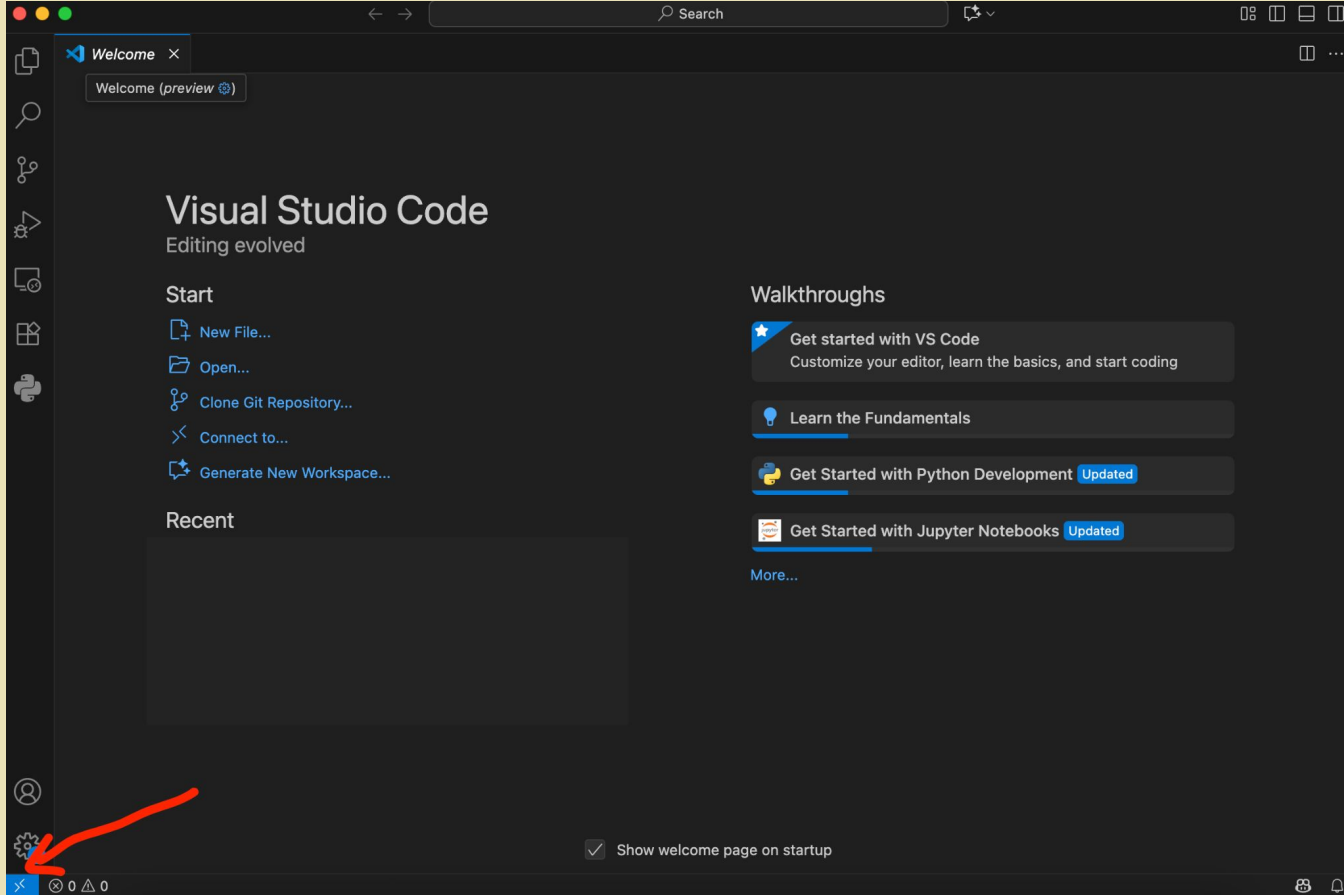 Search
Welcome
Welcome (preview)
Visual Studio Code
Editing evolved
Start
New File...
Open...
Clone Git Repository...
Connect to...
Generate New Workspace...
Recent
Walkthroughs
Get started with VS Code
Customize your editor, learn the basics, and start coding
Learn the Fundamentals
Get Started with Python Development Updated
Get Started with Jupyter Notebooks Updated
More...
Show welcome page on startup
0 0